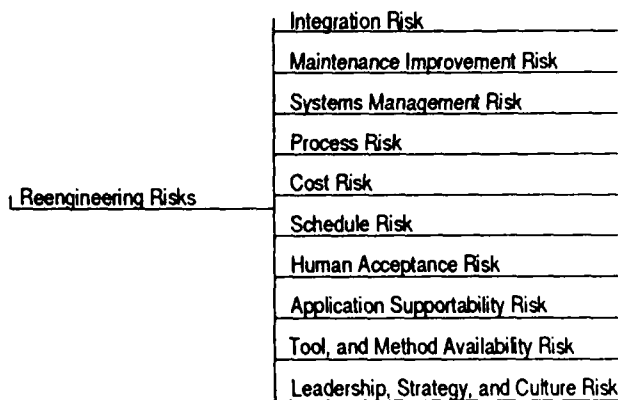 Integration Risk
Maintenance Improvement Risk
Systems Management Risk
Process Risk
Cost Risk
Reengineering Risks
Schedule Risk
Human Acceptance Risk
Application Supportability Risk
Tool, and Method Availability Risk
Leadership, Strategy, and Culture Risk